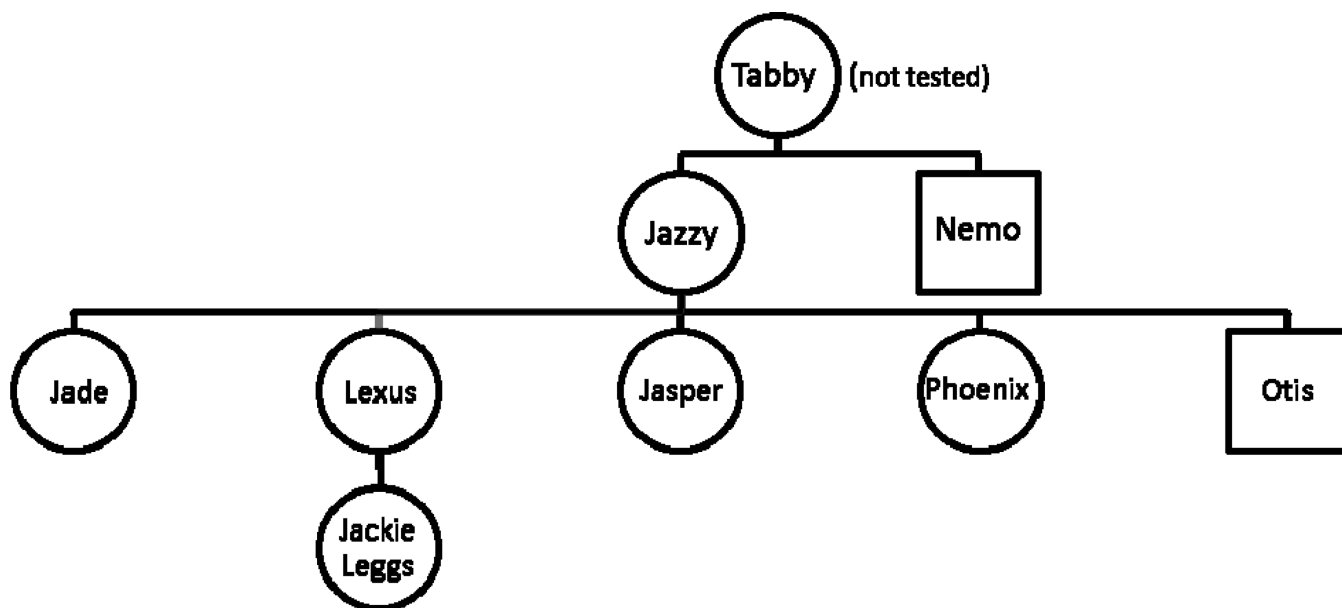 Tabby (not tested)
Jazzy
Nemo
Jade
Lexus
Jasper
Phoenix
Otis
Jackie
Leggs